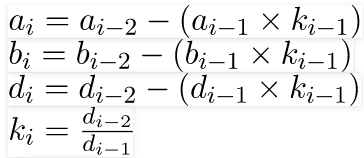 a_i = a_{i-2} − (a_{i-1} × k_{i-1})
b_i = b_{i-2} − (b_{i-1} × k_{i-1})
d_i = d_{i-2} − (d_{i-1} × k_{i-1})
k_i = \frac{d_{i-2}}{d_{i-1}}